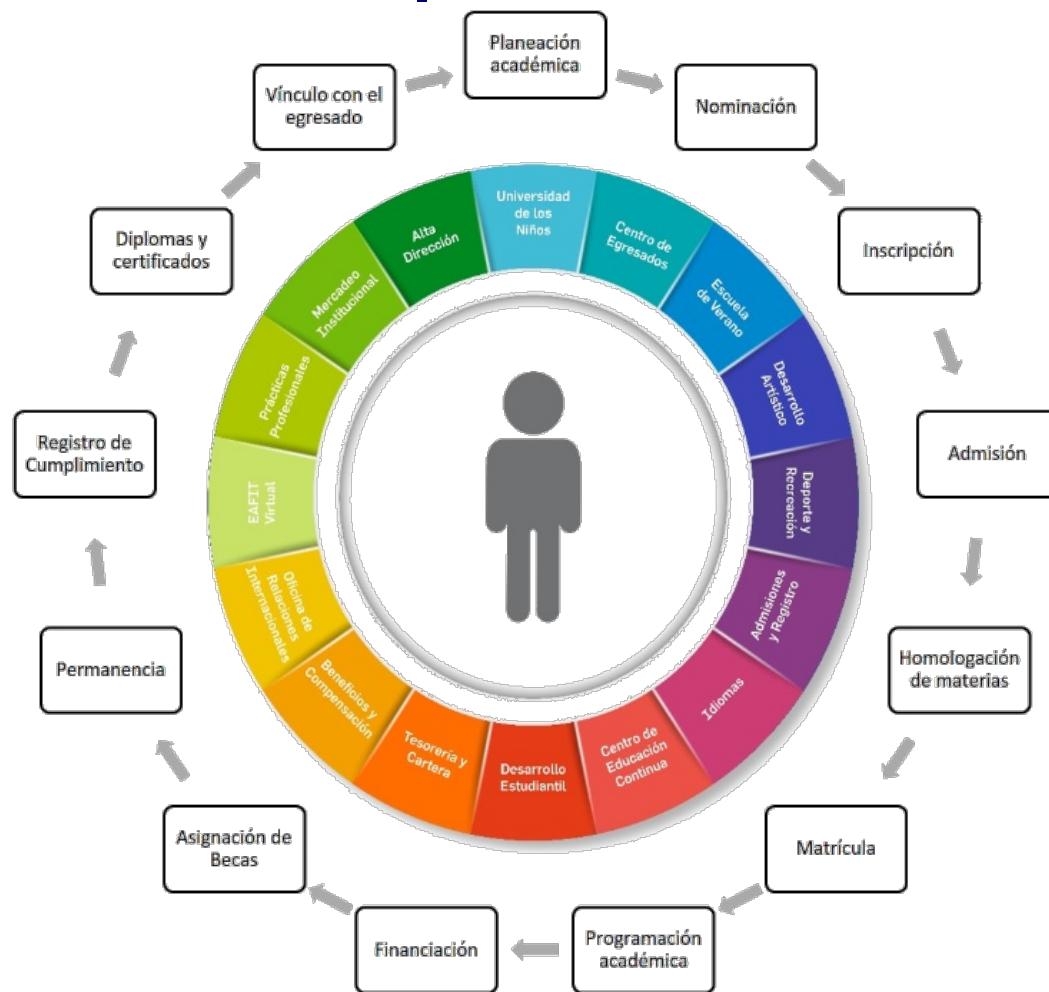 Planeación
académica
Nominación
Inscripción
Admisión
Homologación
de materias
Matrícula
Programación
académica
Financiación
Asignación de
Becas
Permanencia
Registro de
Cumplimiento
Diplomas y
certificados
Vínculo con el
egresado
Universidad
de los
Niños
Centro de
Egresados
Escuela
de Verano
Desarrollo
Artístico
Deporte y
Recreación
Admisiones
y Registro
Idiomas
Centro de
Educación
Continua
Desarrollo
Estudiantil
Tesorería y
Cartera
Beneficios y
Compensación
Oficina de
Relaciones
Internacionales
EAFIT
Virtual
Prácticas
Profesionales
Mercadeo
Institucional
Alta
Dirección